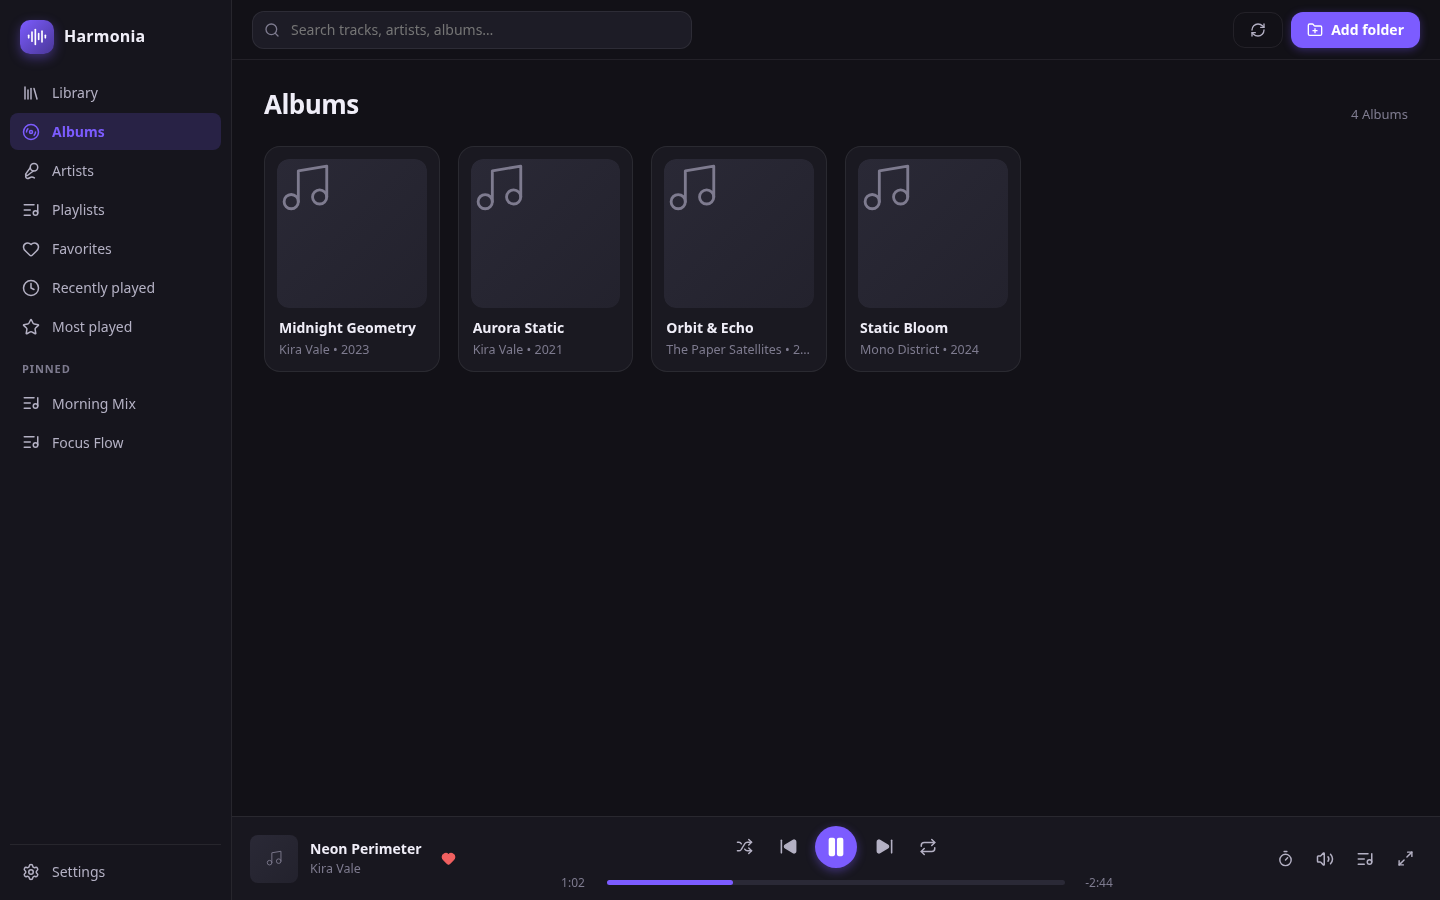 Harmonia
Search tracks, artists, albums...
Add folder
Library
Albums
Artists
Playlists
Favorites
Recently played
Most played
PINNED
Morning Mix
Focus Flow
Settings
Albums
4 Albums
Midnight Geometry
Kira Vale • 2023
Aurora Static
Kira Vale • 2021
Orbit & Echo
The Paper Satellites • 2...
Static Bloom
Mono District • 2024
Neon Perimeter
Kira Vale
1:02
-2:44